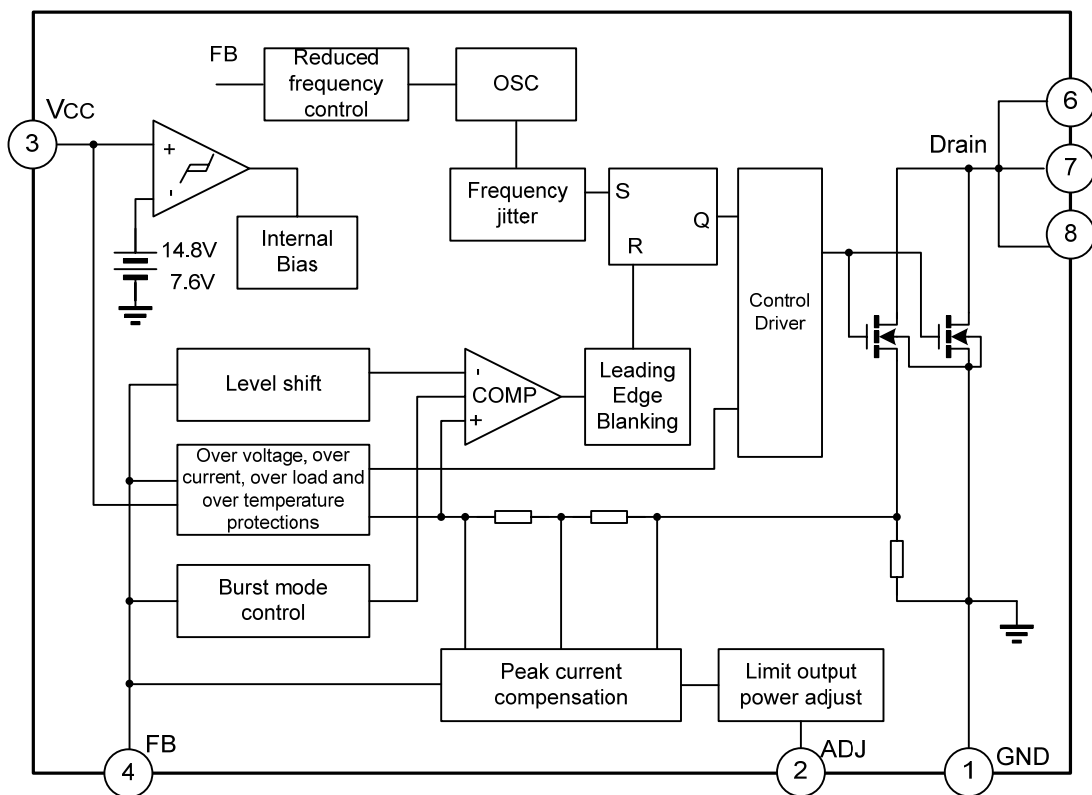 FB
Reduced
frequency
control
OSC
VCC
3
+
-
14.8V
7.6V
Internal
Bias
Frequency
jitter
S
R
Q
Control
Driver
Drain
6
7
8
Level shift
-
COMP
+
Leading
Edge
Blanking
Over voltage, over
current, over load and
over temperature
protections
Burst mode
control
Peak current
compensation
Limit output
power adjust
4
FB
2
ADJ
1
GND